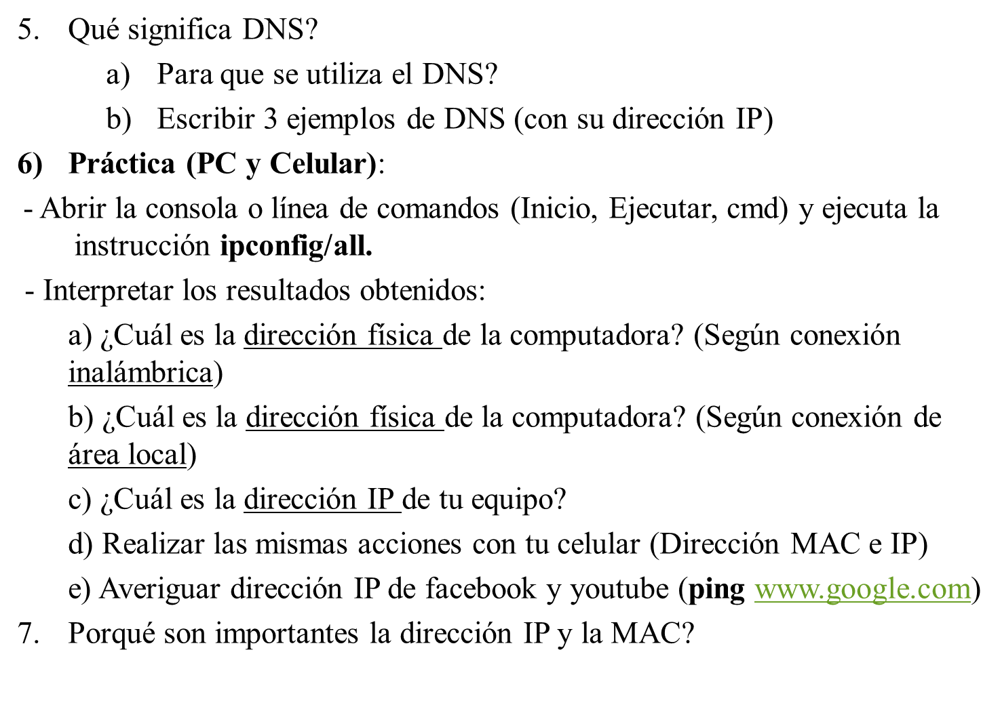 5. Qué significa DNS?
a) Para que se utiliza el DNS?
b) Escribir 3 ejemplos de DNS (con su dirección IP)
6) Práctica (PC y Celular):
- Abrir la consola o línea de comandos (Inicio, Ejecutar, cmd) y ejecuta la
instrucción ipconfig/all.
- Interpretar los resultados obtenidos:
a) ¿Cuál es la dirección física de la computadora? (Según conexión
inalámbrica)
b) ¿Cuál es la dirección física de la computadora? (Según conexión de
área local)
c) ¿Cuál es la dirección IP de tu equipo?
d) Realizar las mismas acciones con tu celular (Dirección MAC e IP)
e) Averiguar dirección IP de facebook y youtube (ping www.google.com)
7. Porqué son importantes la dirección IP y la MAC?